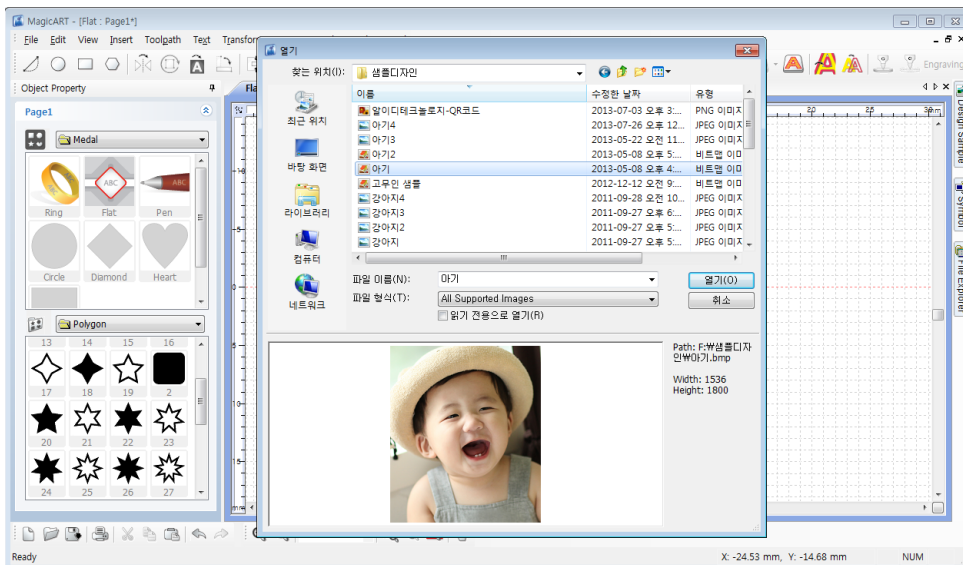 MagicART - [Flat : Page1*]
File Edit View Insert Toolpath Text Transfor
Engraving
Object Property
Page1
Medal
ABC
ABC
Ring Flat Pen
Circle Diamond Heart
Polygon
13 14 15 16
17 18 19 2
20 21 22 23
24 25 26 27
열기
찾는 위치(I): 샘플디자인
최근 위치
바탕 화면
라이브러리
컴퓨터
네트워크
이름 수정한 날짜 유형
알이디테크놀로지-QR코드 2013-07-03 오후 3:... PNG 이미지
아기4 2013-07-26 오후 12... JPEG 이미지
아기3 2013-05-22 오전 11... JPEG 이미지
아기2 2013-05-08 오후 5:... 비트맵 이미
아기 2013-05-08 오후 4:... 비트맵 이미
고무인 샘플 2012-12-12 오전 9:... 비트맵 이미
강아지4 2011-09-28 오전 10... JPEG 이미지
강아지3 2011-09-27 오후 6:... JPEG 이미지
강아지2 2011-09-27 오후 5:... JPEG 이미지
강아지 2011-09-27 오후 5:... JPEG 이미지
파일 이름(N): 아기 열기(O)
파일 형식(T): All Supported Images 취소
읽기 전용으로 열기(R)
Path: F:₩샘플디자
인₩아기.bmp
Width: 1536
Height: 1800
20 25 30
Design Sample
Symbol
File Explorer
Ready
X: -24.53 mm, Y: -14.68 mm NUM